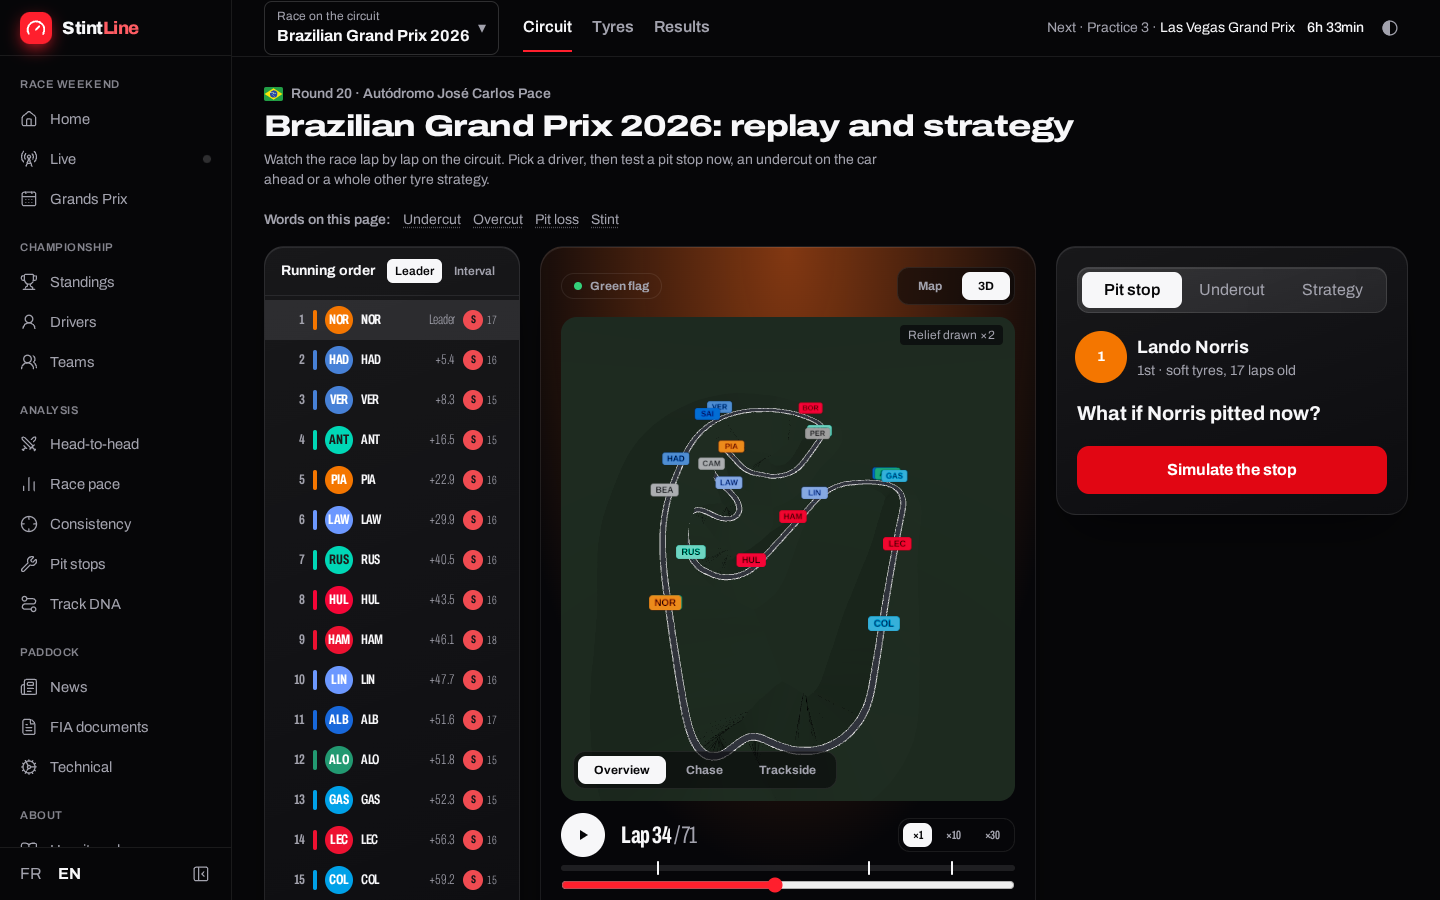 StintLine
RACE WEEKEND
Home
Live
Grands Prix
CHAMPIONSHIP
Standings
Drivers
Teams
ANALYSIS
Head-to-head
Race pace
Consistency
Pit stops
Track DNA
PADDOCK
News
FIA documents
Technical
ABOUT
FR EN
Race on the circuit
Brazilian Grand Prix 2026 ▾
Circuit Tyres Results
Next · Practice 3 · Las Vegas Grand Prix 6h 33min
Round 20 · Autódromo José Carlos Pace
Brazilian Grand Prix 2026: replay and strategy
Watch the race lap by lap on the circuit. Pick a driver, then test a pit stop now, an undercut on the car
ahead or a whole other tyre strategy.
Words on this page: Undercut Overcut Pit loss Stint
Running order Leader Interval
1 NOR NOR Leader S 17
2 HAD HAD +5.4 S 16
3 VER VER +8.3 S 15
4 ANT ANT +16.5 S 15
5 PIA PIA +22.9 S 16
6 LAW LAW +29.9 S 16
7 RUS RUS +40.5 S 16
8 HUL HUL +43.5 S 16
9 HAM HAM +46.1 S 18
10 LIN LIN +47.7 S 16
11 ALB ALB +51.6 S 17
12 ALO ALO +51.8 S 15
13 GAS GAS +52.3 S 15
14 LEC LEC +56.3 S 16
15 COL COL +59.2 S 15
Green flag
Map 3D
Relief drawn ×2
VER
SAI
BOR
PER
PIA
HAD
CAM
GAS
LAW
BEA
LIN
HAM
LEC
RUS
HUL
NOR
COL
Overview Chase Trackside
Lap 34 /71
×1 ×10 ×30
Pit stop Undercut Strategy
1
Lando Norris
1st · soft tyres, 17 laps old
What if Norris pitted now?
Simulate the stop